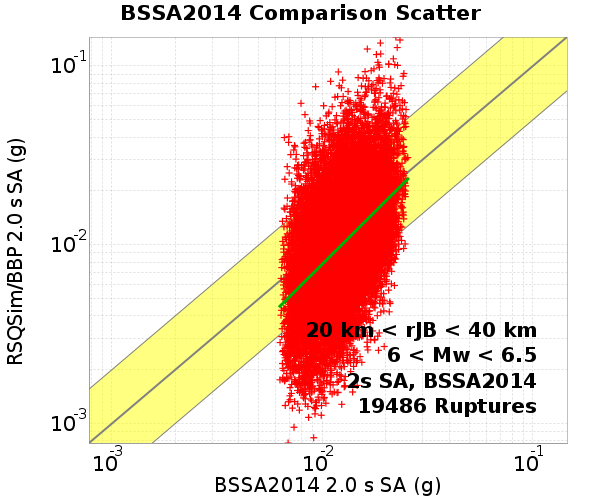 BSSA2014 Comparison Scatter
RSQSim/BBP 2.0 s SA (g)
10-1
10-2
10-3
20 km < rJB < 40 km
6 < Mw < 6.5
2s SA, BSSA2014
19486 Ruptures
10-3
10-2
10-1
BSSA2014 2.0 s SA (g)